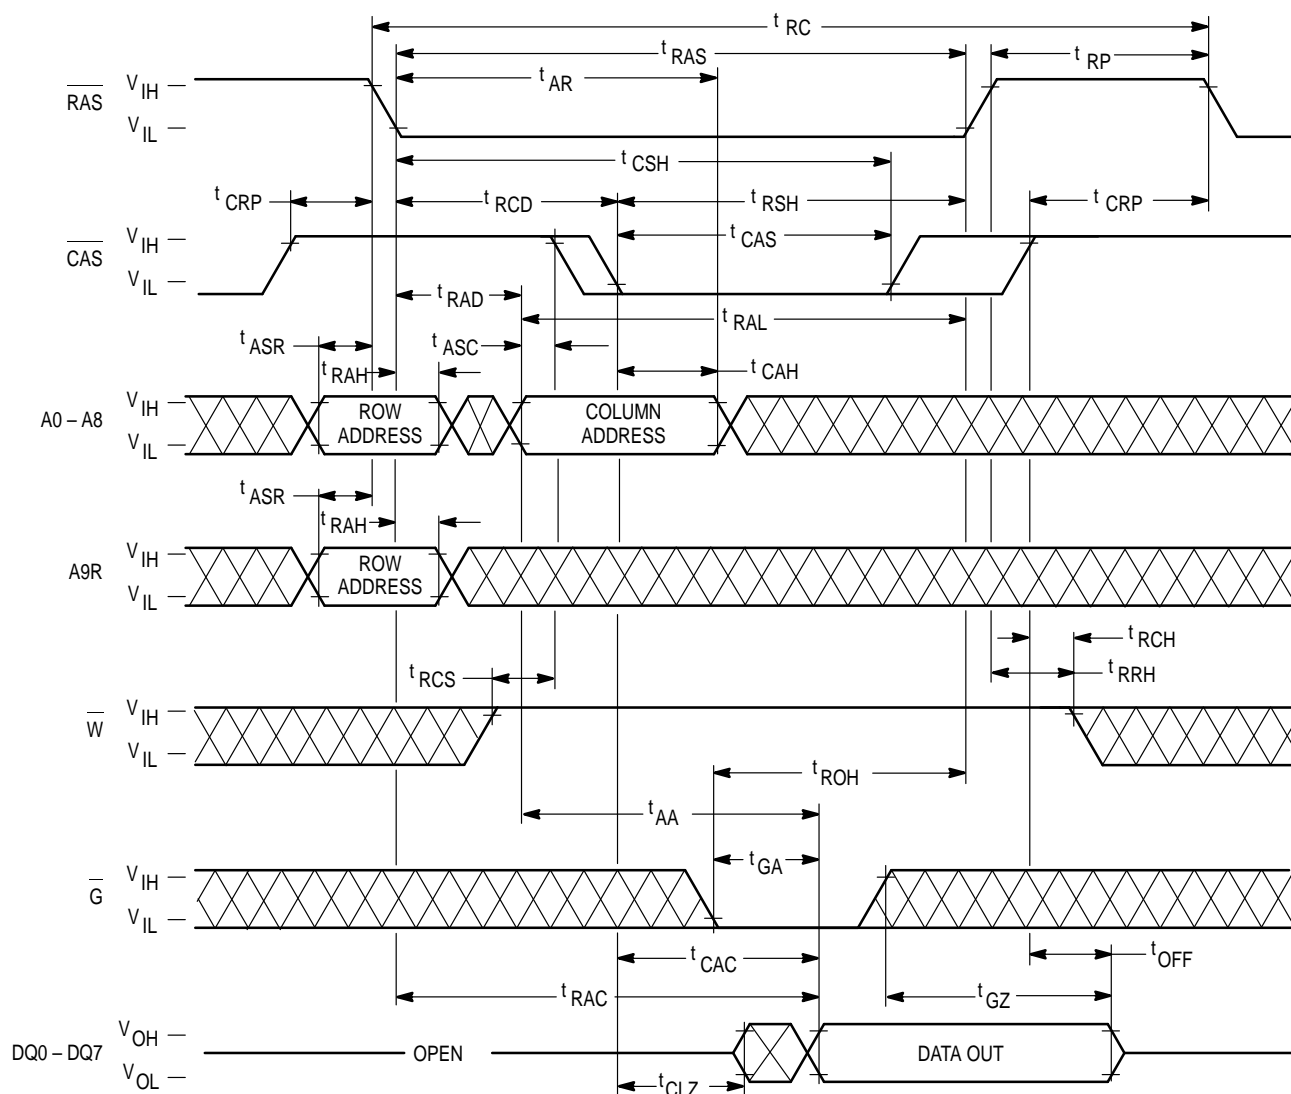 t RC
t RAS
t RP
t AR
RAS
V IH
V IL
t CSH
t CRP
t RCD
t RSH
t CRP
t CAS
CAS
V IH
V IL
t RAD
t RAL
t ASR
t ASC
t RAH
t CAH
A0 – A8
V IH
V IL
ROW
ADDRESS
COLUMN
ADDRESS
t ASR
t RAH
A9R
V IH
V IL
ROW
ADDRESS
t RCH
t RCS
t RRH
W
V IH
V IL
t ROH
t AA
t GA
G
V IH
V IL
t CAC
t OFF
t RAC
t GZ
DQ0 – DQ7
V OH
V OL
OPEN
DATA OUT
t CLZ